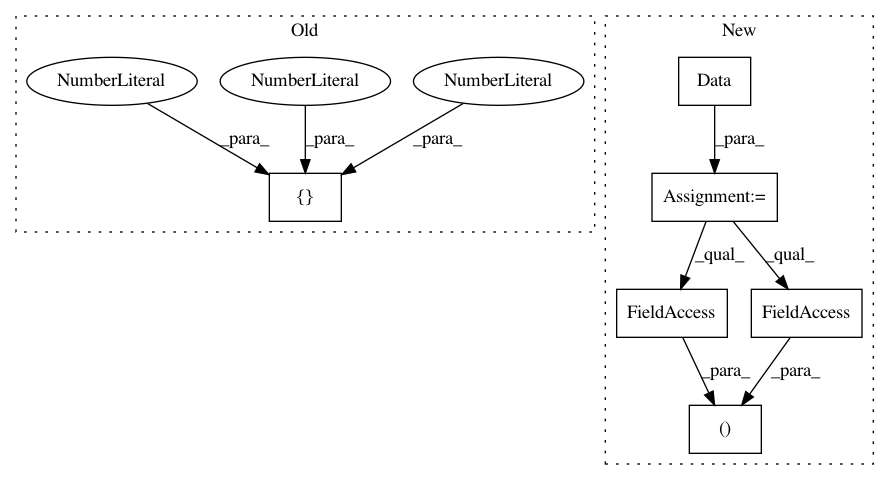 Old
New
NumberLiteral
NumberLiteral
NumberLiteral
Data
_para_
_para_
_para_
_para_
{}
Assignment:=
_qual_
_qual_
FieldAccess
FieldAccess
_para_
_para_
()